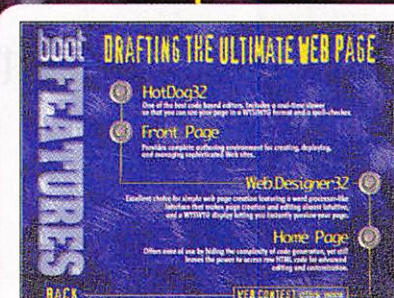 boot
FEATURES
DRAFTING THE ULTIMATE WEB PAGE
HotDog32
One of the best code based editors. Includes a real-time viewer
so that you can see your page in a WYSIWYG format and a spell-checker.
Front Page
Provides complete authoring environment for creating, deploying,
and managing sophisticated Web sites.
Web.Designer32
Excellent choice for simple web page creation featuring a word processor-like
interface that makes page creation and editing almost intuitive,
and a WYSIWYG display letting you instantly preview your page.
Home Page
Offers ease of use by hiding the complexity of code generator, yet still
leaves the power to access raw HTML code for advanced
editing and customization.
BACK
WEB CONTEST